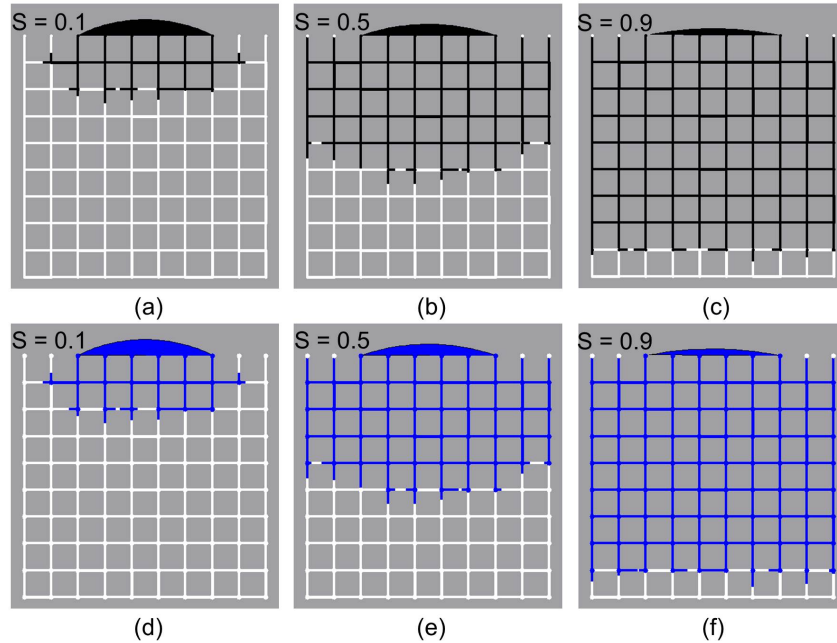 S = 0.1 S = 0.5 S = 0.9
(a) (b) (c)
S = 0.1 S = 0.5 S = 0.9
(d) (e) (f)